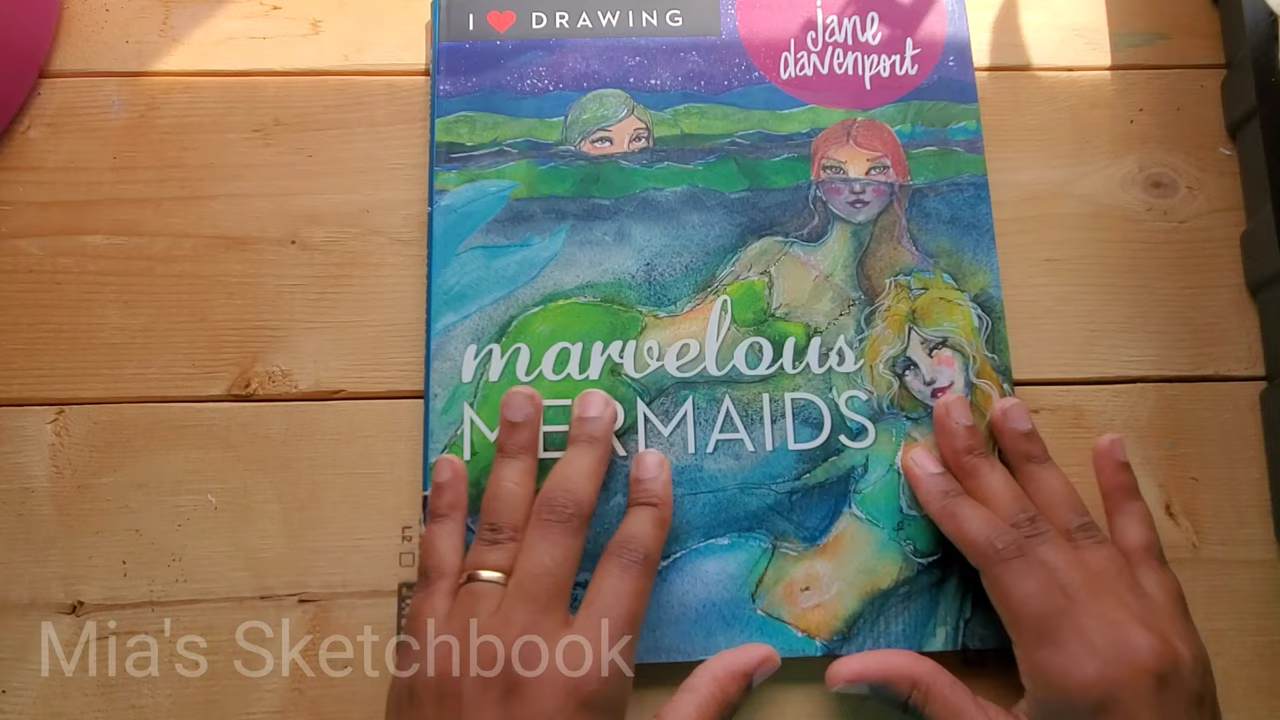 I ❤ DRAWING
jane
davenport
marvelous
MERMAIDS
Mia's Sketchbook